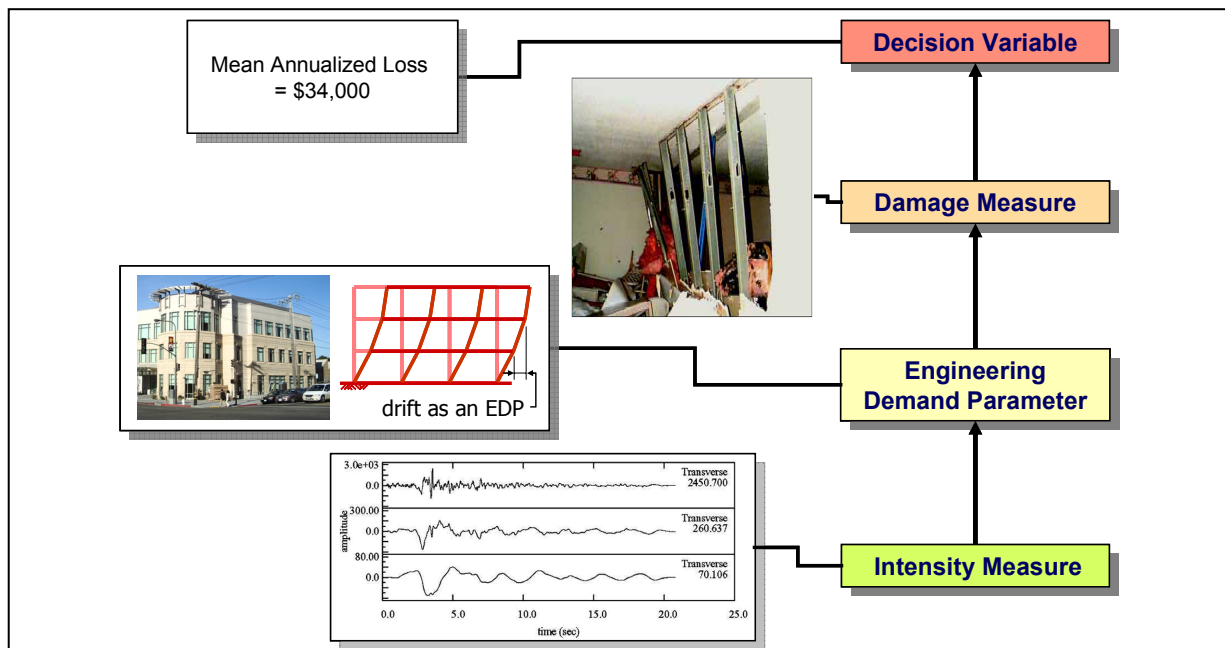 Mean Annualized Loss
= $34,000
Decision Variable
Damage Measure
drift as an EDP
Engineering
Demand Parameter
3.0e+03
0.0
Transverse
2450.700
300.00
0.0
Transverse
260.637
80.00
0.0
Transverse
70.106
amplitude
0.0 5.0 10.0 15.0 20.0 25.0
time (sec)
Intensity Measure